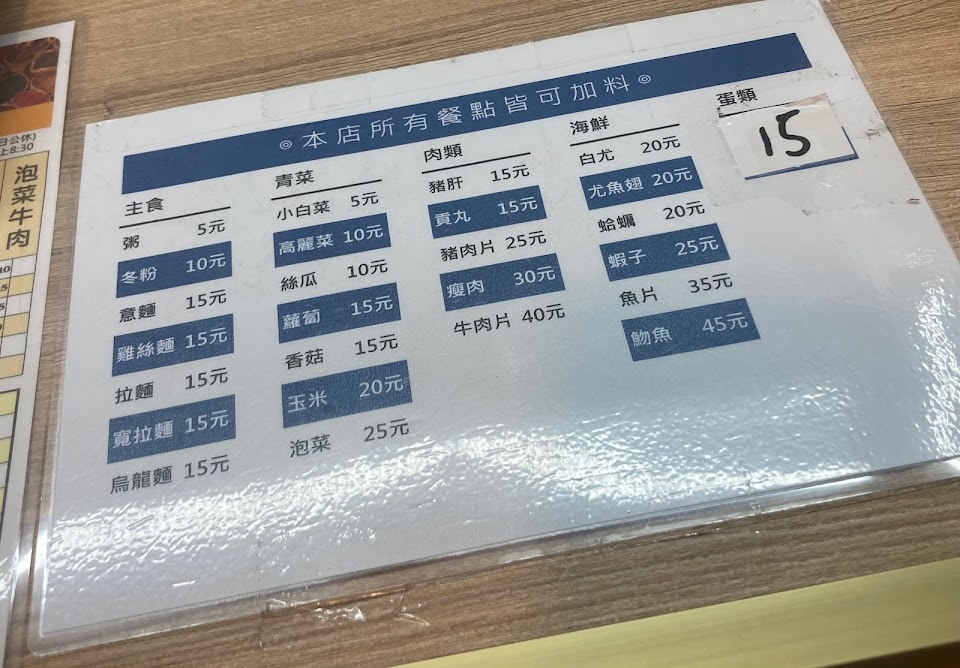 日公休)
上8:30
泡菜牛肉
◎本店所有餐點皆可加料◎
主食
粥 5元
冬粉 10元
意麵 15元
雞絲麵 15元
拉麵 15元
寬拉麵 15元
烏龍麵 15元
青菜
小白菜 5元
高麗菜 10元
絲瓜 10元
蘿蔔 15元
香菇 15元
玉米 20元
泡菜 25元
肉類
豬肝 15元
貢丸 15元
豬肉片 25元
瘦肉 30元
牛肉片 40元
海鮮
白尤 20元
尤魚翅 20元
蛤蠣 20元
蝦子 25元
魚片 35元
魩魚 45元
蛋類
15